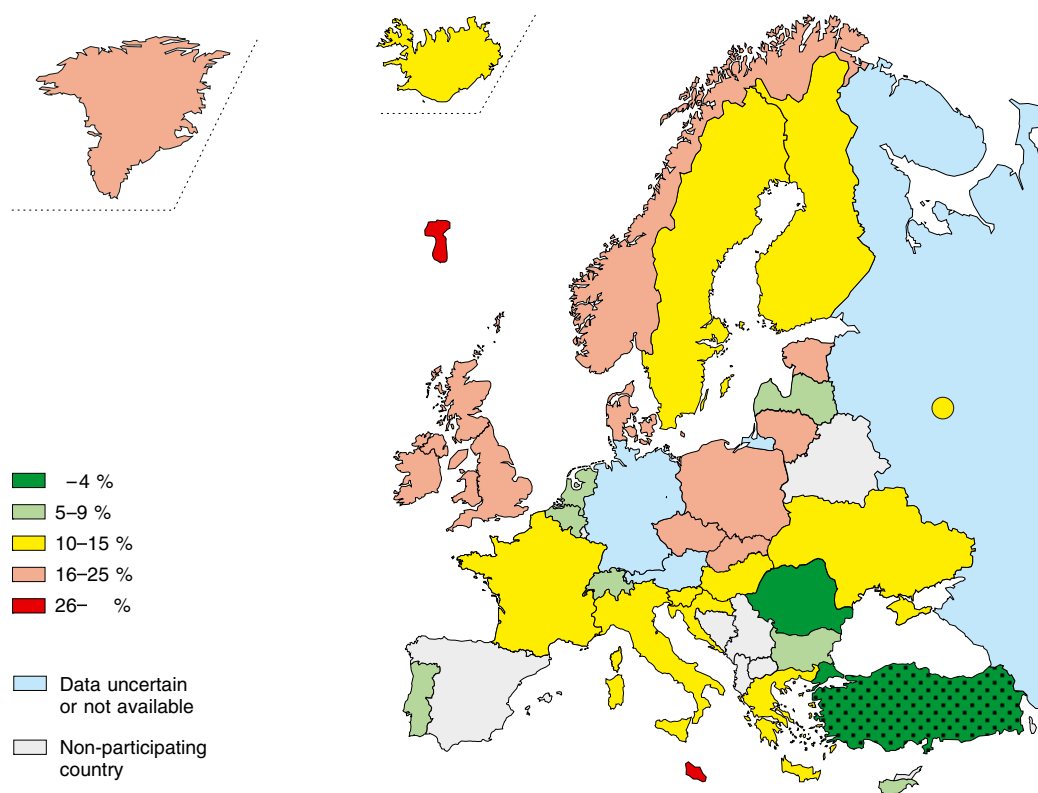 –4 %
5–9 %
10–15 %
16–25 %
26– %
Data uncertain
or not available
Non-participating
country